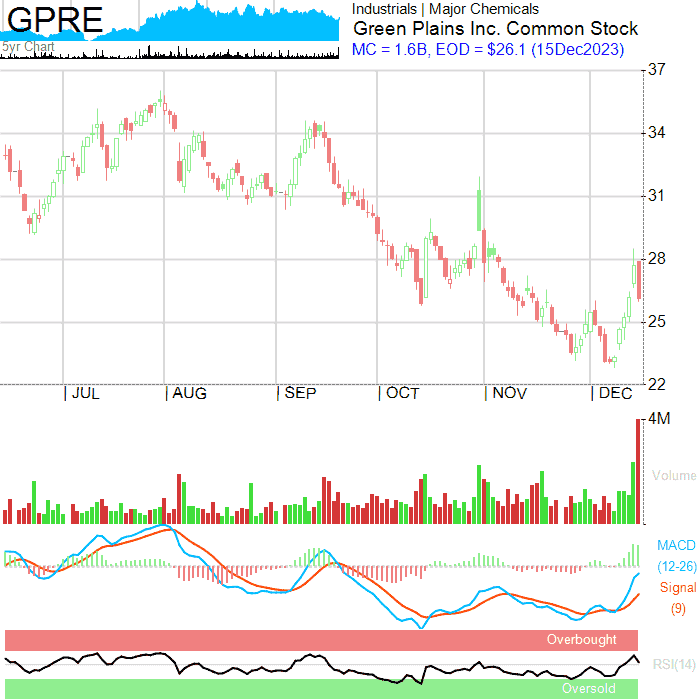 GPRE
5yr Chart
Industrials | Major Chemicals
Green Plains Inc. Common Stock
MC = 1.6B, EOD = $26.1 (15Dec2023)
37
34
31
28
25
22
| JUL | AUG | SEP | OCT | NOV | DEC
4M
Volume
MACD
(12-26)
Signal
(9)
Overbought
RSI(14)
Oversold